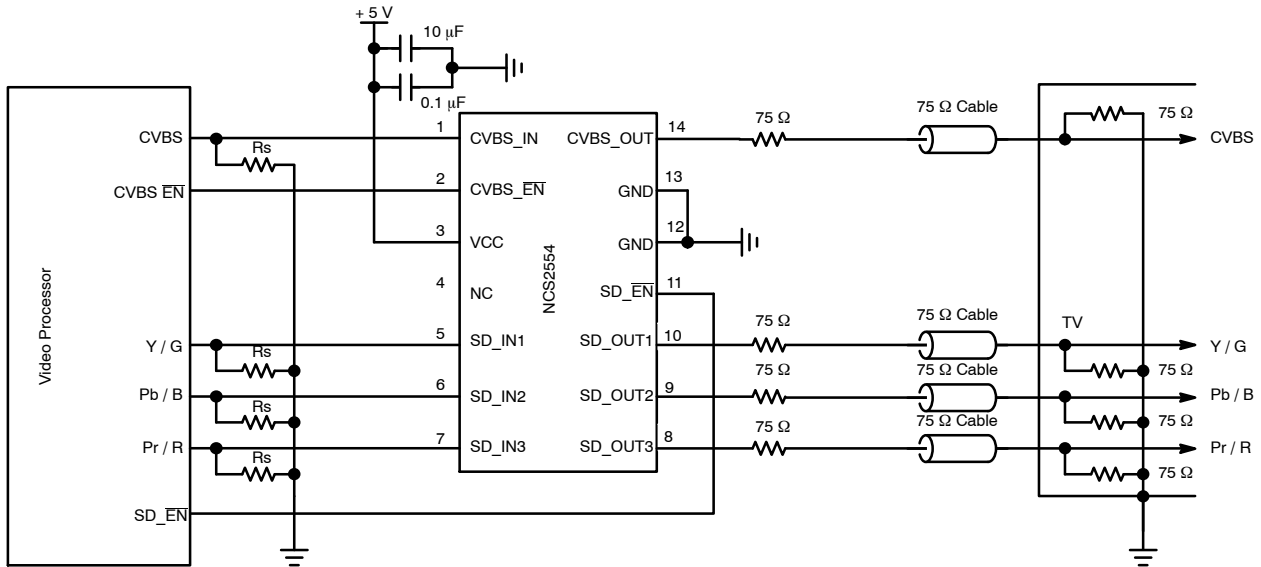 + 5 V
10 μF
0.1 μF
Video Processor
CVBS
CVBS EN
Y / G
Pb / B
Pr / R
SD_EN
Rs
Rs
Rs
Rs
1
2
3
4
5
6
7
CVBS_IN
CVBS_EN
VCC
NC
SD_IN1
SD_IN2
SD_IN3
NCS2554
CVBS_OUT
GND
GND
SD_EN
SD_OUT1
SD_OUT2
SD_OUT3
14
13
12
11
10
9
8
75 Ω
75 Ω
75 Ω
75 Ω
75 Ω Cable
75 Ω Cable
75 Ω Cable
75 Ω Cable
TV
75 Ω
75 Ω
75 Ω
75 Ω
CVBS
Y / G
Pb / B
Pr / R